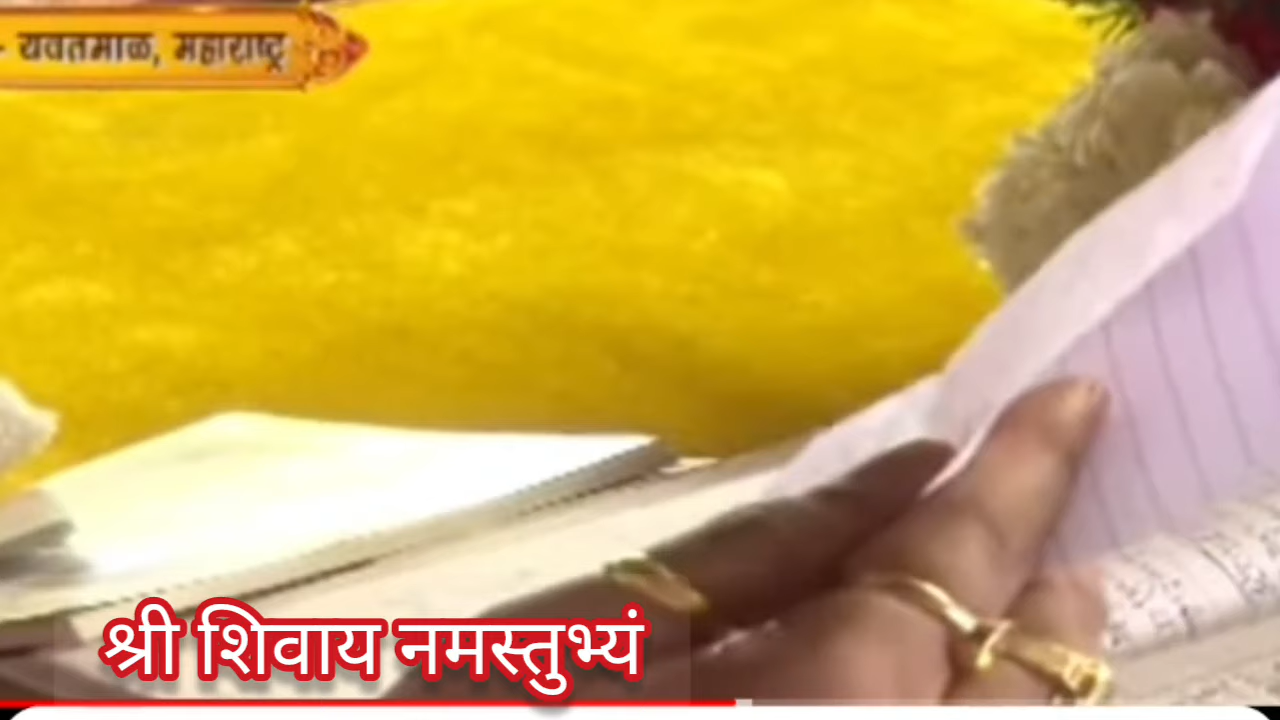 - यवतमाळ, महाराष्ट्र
श्री शिवाय नमस्तुभ्यं